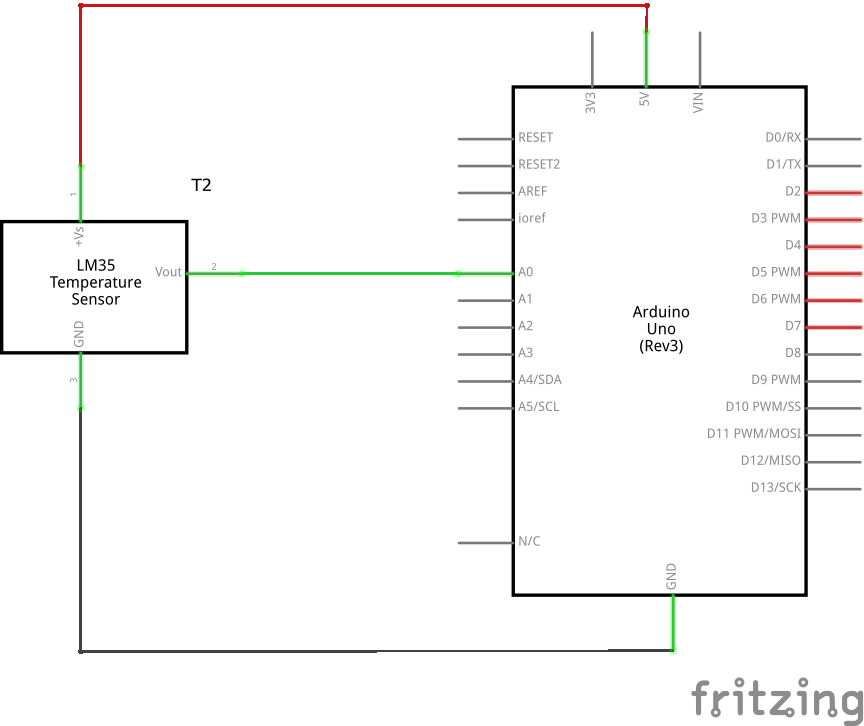 3V3
5V
VIN
T2
1
+Vs
LM35
Temperature
Sensor
Vout
2
GND
3
RESET
RESET2
AREF
ioref
A0
A1
A2
A3
A4/SDA
A5/SCL
N/C
Arduino
Uno
(Rev3)
D0/RX
D1/TX
D2
D3 PWM
D4
D5 PWM
D6 PWM
D7
D8
D9 PWM
D10 PWM/SS
D11 PWM/MOSI
D12/MISO
D13/SCK
GND
fritzing